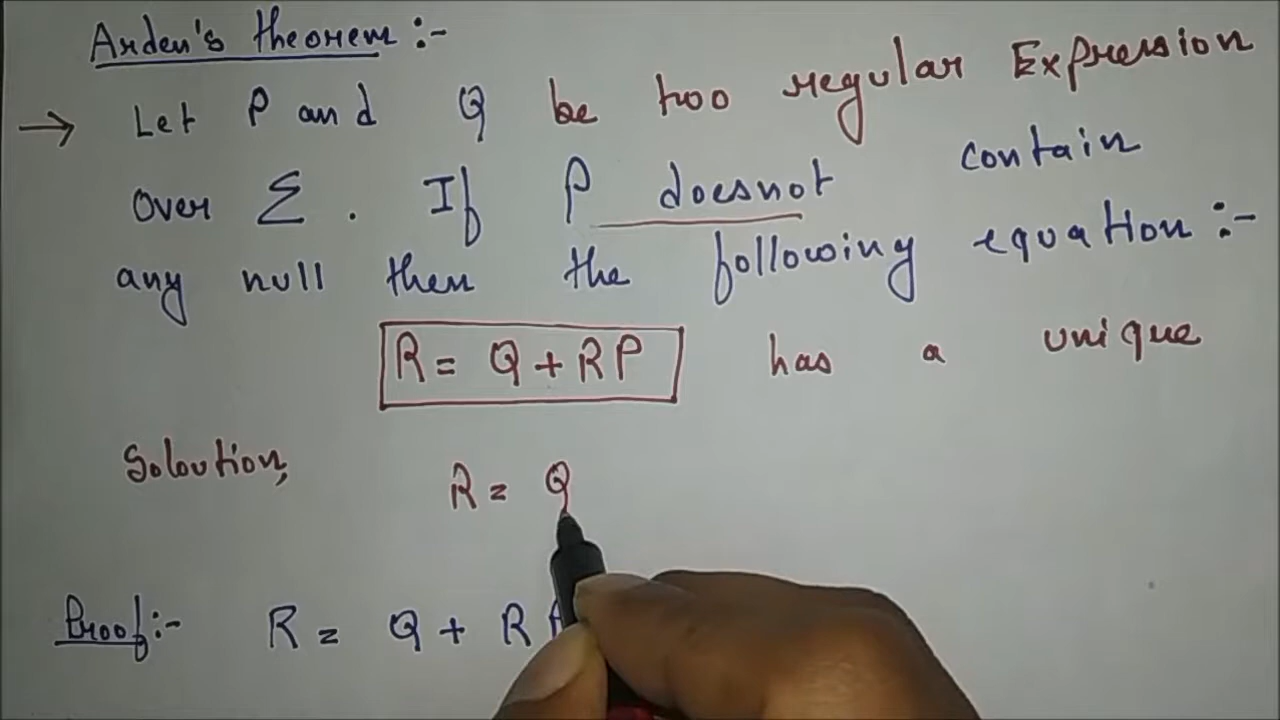 Arden's theorem :-
→ Let P and Q be two regular Expression
over Σ . If P doesnot contain
any null then the following equation :-
R = Q + RP has a unique
Soloution, R = Q
Proof :- R = Q + R